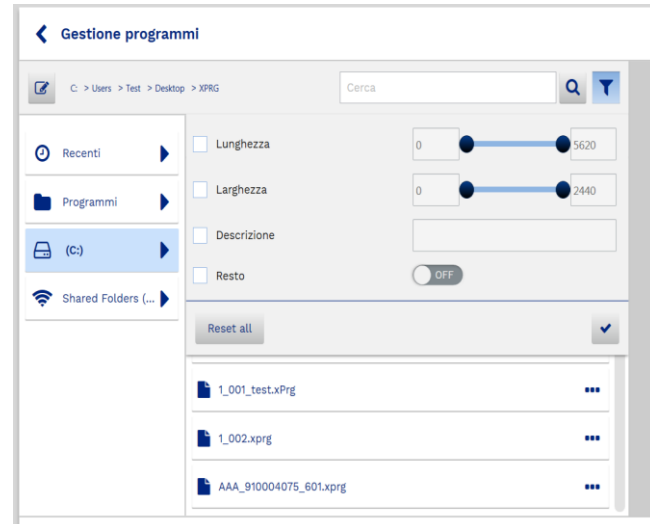 Gestione programmi
C: > Users > Test > Desktop > XPRG
Cerca
Recenti
Programmi
(C:)
Shared Folders (...
Lunghezza
0
5620
Larghezza
0
2440
Descrizione
Resto
OFF
Reset all
1_001_test.xPrg
1_002.xprg
AAA_910004075_601.xprg